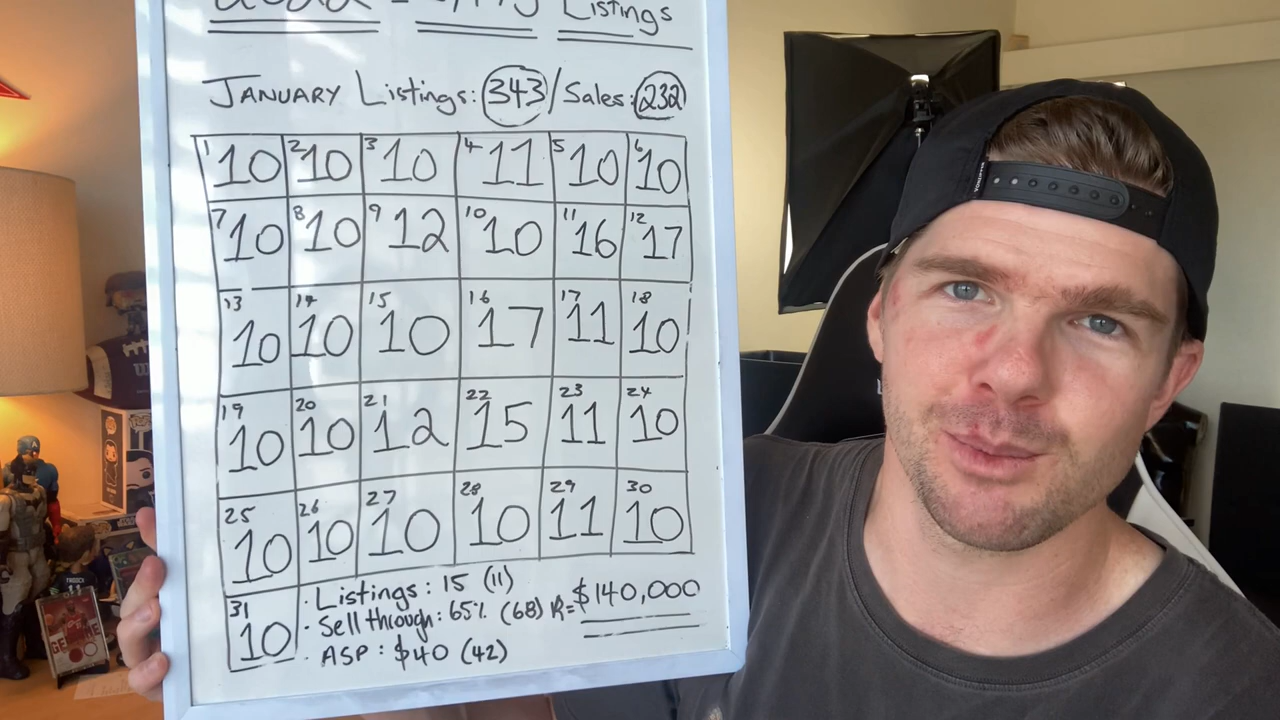 Listings
JANUARY Listings: 343 / Sales: 232
1 10 2 10 3 10 4 11 5 10 6 10
7 10 8 10 9 12 10 10 11 16 12 17
13 10 14 10 15 10 16 17 17 11 18 10
19 10 20 10 21 12 22 15 23 11 24 10
25 10 26 10 27 10 28 10 29 11 30 10
31 10
· Listings: 15 (11)
· Sell through: 65% (68) R= $140,000
· ASP: $40 (42)